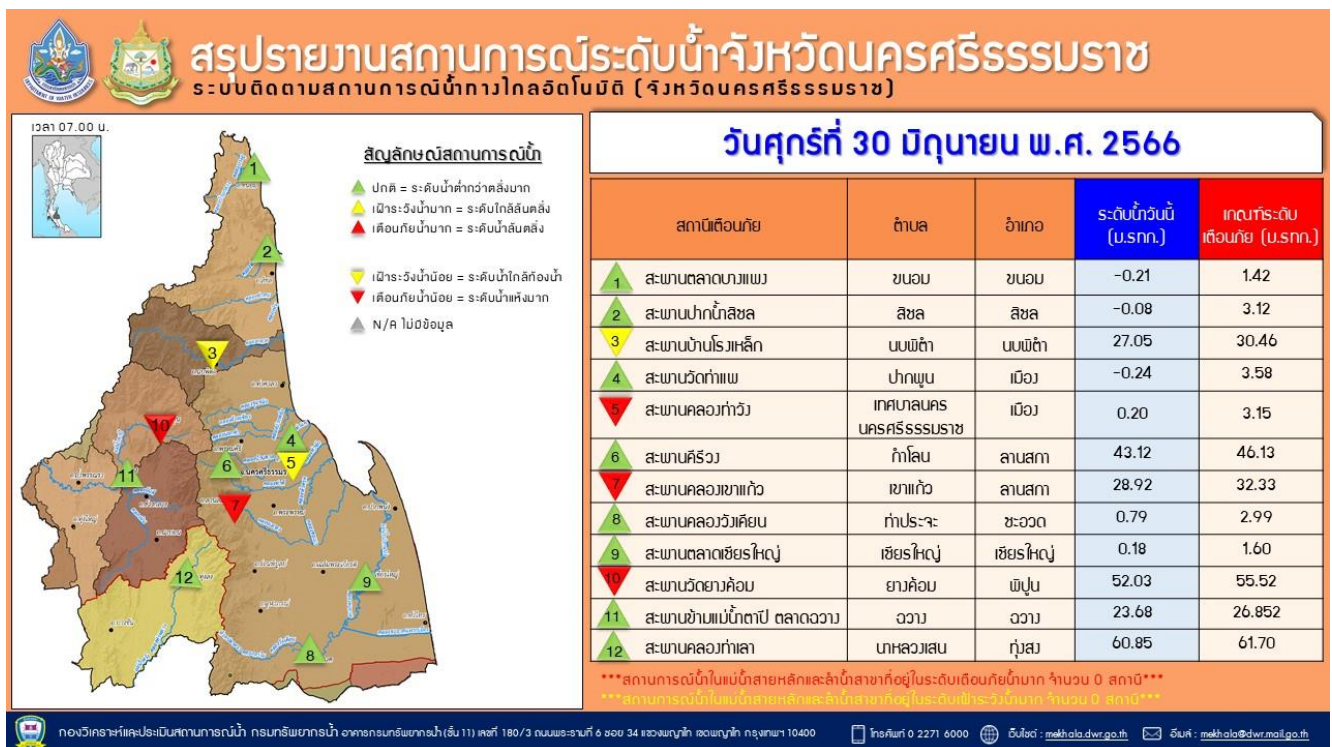 สรุปรายงานสถานการณ์ระดับน้ำจังหวัดนครศรีธรรมราช
ระบบติดตามสถานการณ์น้ำทางไกลอัตโนมัติ (จังหวัดนครศรีธรรมราช)
เวลา 07.00 น.
สัญลักษณ์สถานการณ์น้ำ
ปกติ = ระดับน้ำต่ำกว่าตลิ่งมาก
เฝ้าระวังน้ำมาก = ระดับใกล้ล้นตลิ่ง
เตือนภัยน้ำมาก = ระดับน้ำล้นตลิ่ง
เฝ้าระวังน้ำน้อย = ระดับน้ำใกล้ท้องน้ำ
เตือนภัยน้ำน้อย = ระดับน้ำแห้งมาก
N/A ไม่มีข้อมูล
1
2
3
10
4
5
6
11
7
12
9
8
วันศุกร์ที่ 30 มิถุนายน พ.ศ. 2566
สถานีเตือนภัย ตำบล อำเภอ ระดับน้ำวันนี้ (ม.รทก.) เกณฑ์ระดับเตือนภัย (ม.รทก.)
1 สะพานตลาดบางแพง ขนอม ขนอม -0.21 1.42
2 สะพานปากน้ำสิชล สิชล สิชล -0.08 3.12
3 สะพานบ้านโรงเหล็ก นบพิตำ นบพิตำ 27.05 30.46
4 สะพานวัดท่าแพ ปากพูน เมือง -0.24 3.58
5 สะพานคลองท่าวัง เทศบาลนครนครศรีธรรมราช เมือง 0.20 3.15
6 สะพานคีรีวง กำโลน ลานสกา 43.12 46.13
7 สะพานคลองเขาแก้ว เขาแก้ว ลานสกา 28.92 32.33
8 สะพานคลองวังเคียน ท่าประจะ ชะอวด 0.79 2.99
9 สะพานตลาดเชียรใหญ่ เชียรใหญ่ เชียรใหญ่ 0.18 1.60
10 สะพานวัดยางค้อม ยางค้อม พิปูน 52.03 55.52
11 สะพานข้ามแม่น้ำตาปี ตลาดฉวาง ฉวาง ฉวาง 23.68 26.852
12 สะพานคลองท่าเลา นาหลวงเสน ทุ่งสง 60.85 61.70
***สถานการณ์น้ำในแม่น้ำสายหลักและลำน้ำสาขาที่อยู่ในระดับเตือนภัยน้ำมาก จำนวน 0 สถานี***
***สถานการณ์น้ำในแม่น้ำสายหลักและลำน้ำสาขาที่อยู่ในระดับเฝ้าระวังน้ำมาก จำนวน 0 สถานี***
กองวิเคราะห์และประเมินสถานการณ์น้ำ กรมทรัพยากรน้ำ อาคารกรมทรัพยากรน้ำ (ชั้น 11) เลขที่ 180/3 ถนนพระรามที่ 6 ซอย 34 แขวงพญาไท เขตพญาไท กรุงเทพฯ 10400 โทรศัพท์ 0 2271 6000 เว็บไซต์ : mekhala.dwr.go.th อีเมล์ : mekhala@dwr.mail.go.th